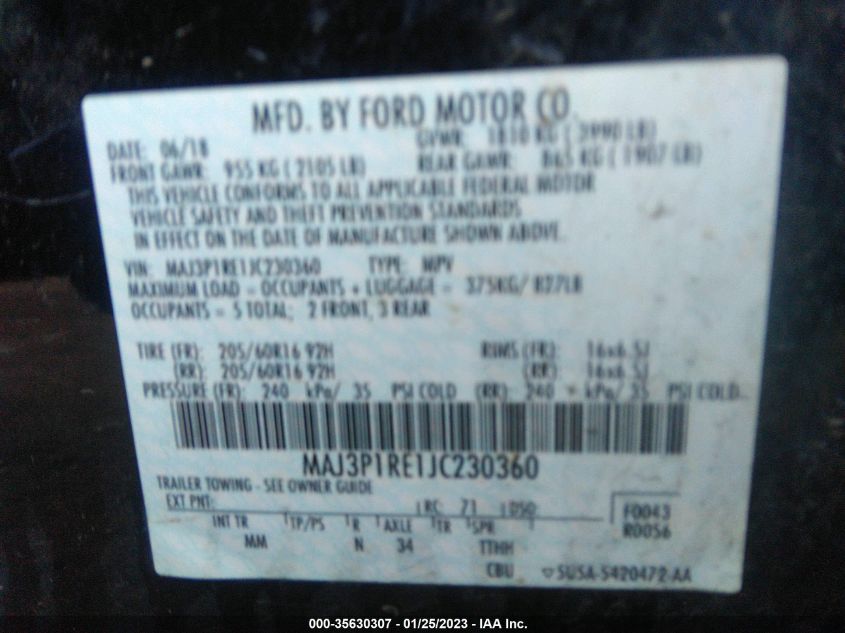 MFD. BY FORD MOTOR CO.
DATE: 06/18 GVWR: 1810 KG ( 3990 LB)
FRONT GAWR: 955 KG ( 2105 LB) REAR GAWR: 865 KG ( 1907 LB)
THIS VEHICLE CONFORMS TO ALL APPLICABLE FEDERAL MOTOR
VEHICLE SAFETY AND THEFT PREVENTION STANDARDS
IN EFFECT ON THE DATE OF MANUFACTURE SHOWN ABOVE.
VIN: MAJ3P1RE1JC230360 TYPE: MPV
MAXIMUM LOAD = OCCUPANTS + LUGGAGE = 375KG/ 827LB
OCCUPANTS = 5 TOTAL; 2 FRONT, 3 REAR
TIRE (FR): 205/60R16 92H RIMS (FR): 16x6.5J
(RR): 205/60R16 92H (RR): 16x6.5J
PRESSURE (FR): 240 kPa/ 35 PSI COLD (RR): 240 kPa/ 35 PSI COLD
MAJ3P1RE1JC230360
TRAILER TOWING - SEE OWNER GUIDE
EXT PNT: RC 71 DSO F0043
INT TR TP/PS R AXLE TR SPR R0056
MM N 34 TTHH
CBU SU5A-5420472-AA
000-35630307 - 01/25/2023 - IAA Inc.